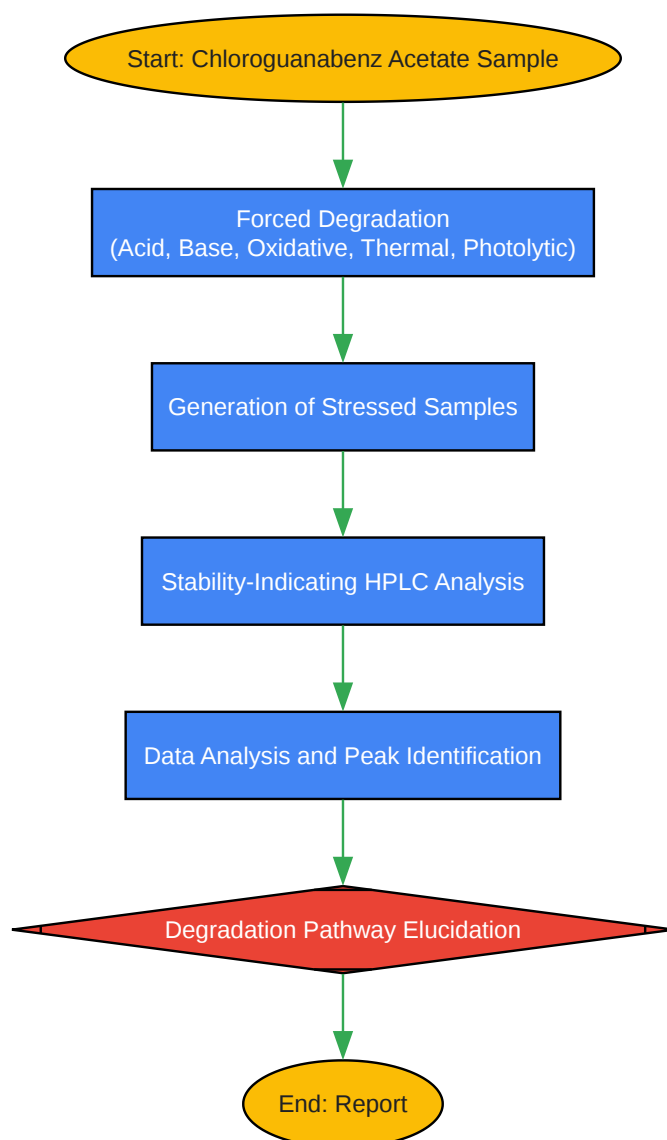 Start: Chloroguanabenz Acetate Sample
Forced Degradation
(Acid, Base, Oxidative, Thermal, Photolytic)
Generation of Stressed Samples
Stability-Indicating HPLC Analysis
Data Analysis and Peak Identification
Degradation Pathway Elucidation
End: Report